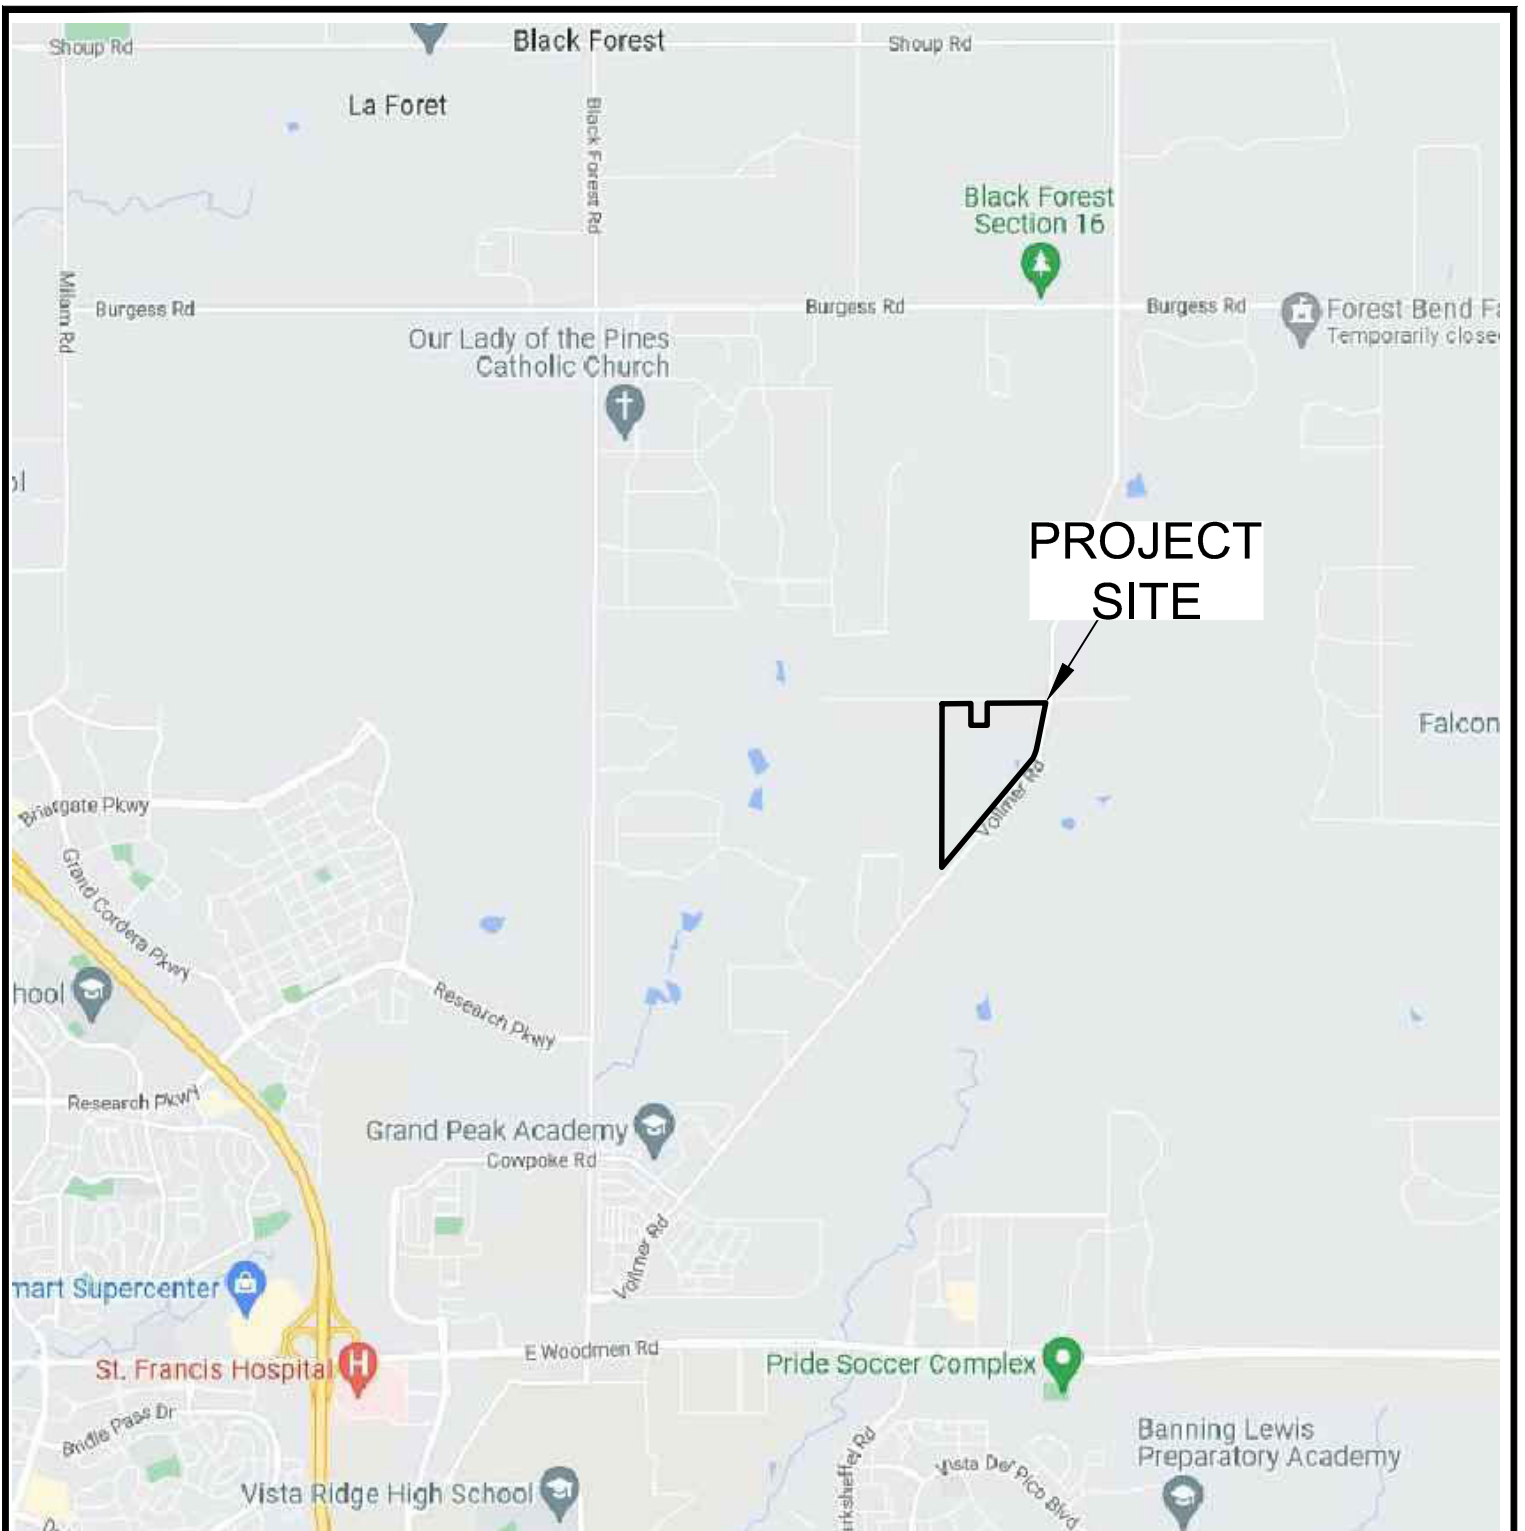 Shoup Rd
Black Forest
Shoup Rd
La Foret
Black Forest Rd
Black Forest
Section 16
Milam Rd
Burgess Rd
Burgess Rd
Burgess Rd
Forest Bend Fa
Temporarily close
Our Lady of the Pines
Catholic Church
ol
PROJECT
SITE
Falcon
Vollmer Rd
Briargate Pkwy
Grand Cordera Pkwy
hool
Research Pkwy
Research Pkwy
Grand Peak Academy
Cowpoke Rd
Vollmer Rd
mart Supercenter
E Woodmen Rd
St. Francis Hospital
Pride Soccer Complex
Bridle Pass Dr
Banning Lewis
Preparatory Academy
rksheffel Rd
Vista Del Pico Blvd
Vista Ridge High School